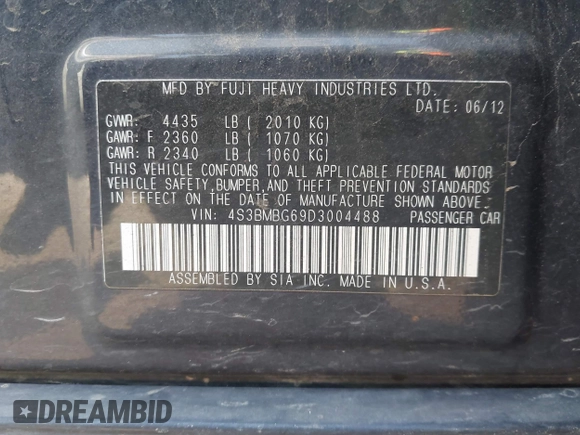 MFD BY FUJI HEAVY INDUSTRIES LTD.
DATE: 06/12
GVWR: 4435 LB ( 2010 KG)
GAWR: F 2360 LB ( 1070 KG)
GAWR: R 2340 LB ( 1060 KG)
THIS VEHICLE CONFORMS TO ALL APPLICABLE FEDERAL MOTOR
VEHICLE SAFETY,BUMPER,AND THEFT PREVENTION STANDARDS
IN EFFECT ON THE DATE OF MANUFACTURE SHOWN ABOVE.
VIN: 4S3BMBG69D3004488 PASSENGER CAR
ASSEMBLED BY SIA INC. MADE IN U.S.A.
DREAMBID